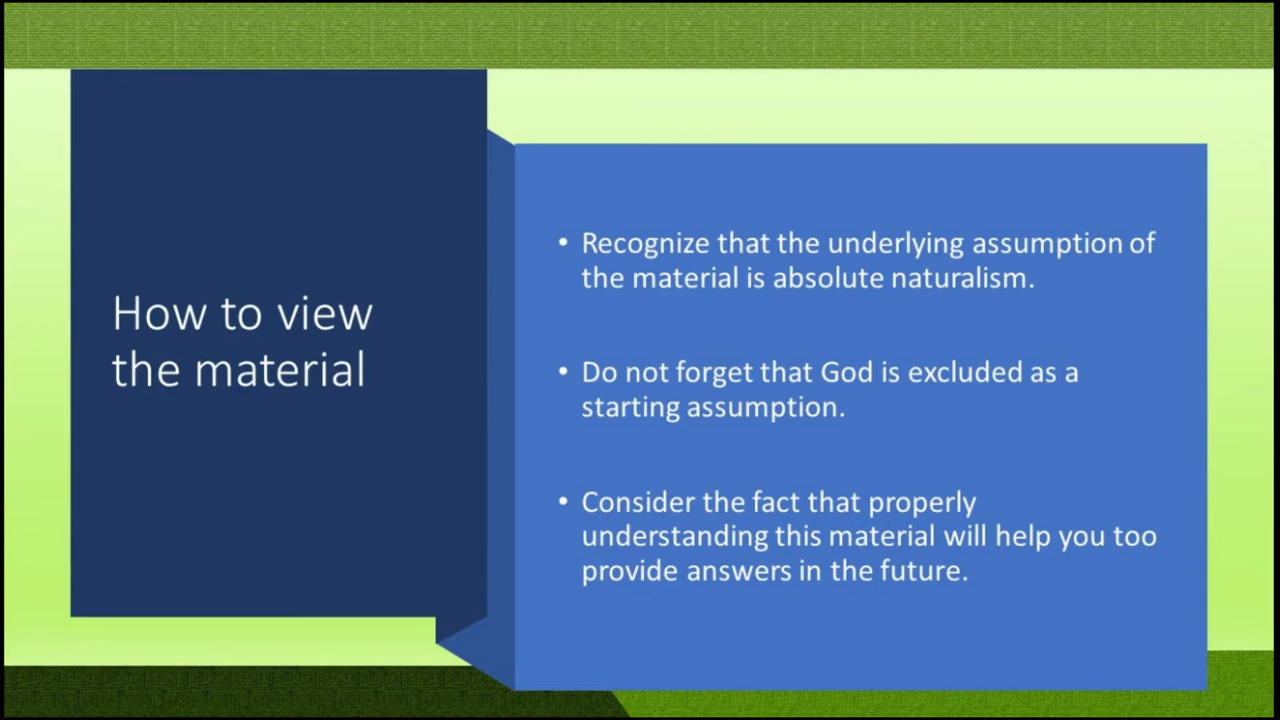 How to view
the material
• Recognize that the underlying assumption of
the material is absolute naturalism.
• Do not forget that God is excluded as a
starting assumption.
• Consider the fact that properly
understanding this material will help you too
provide answers in the future.